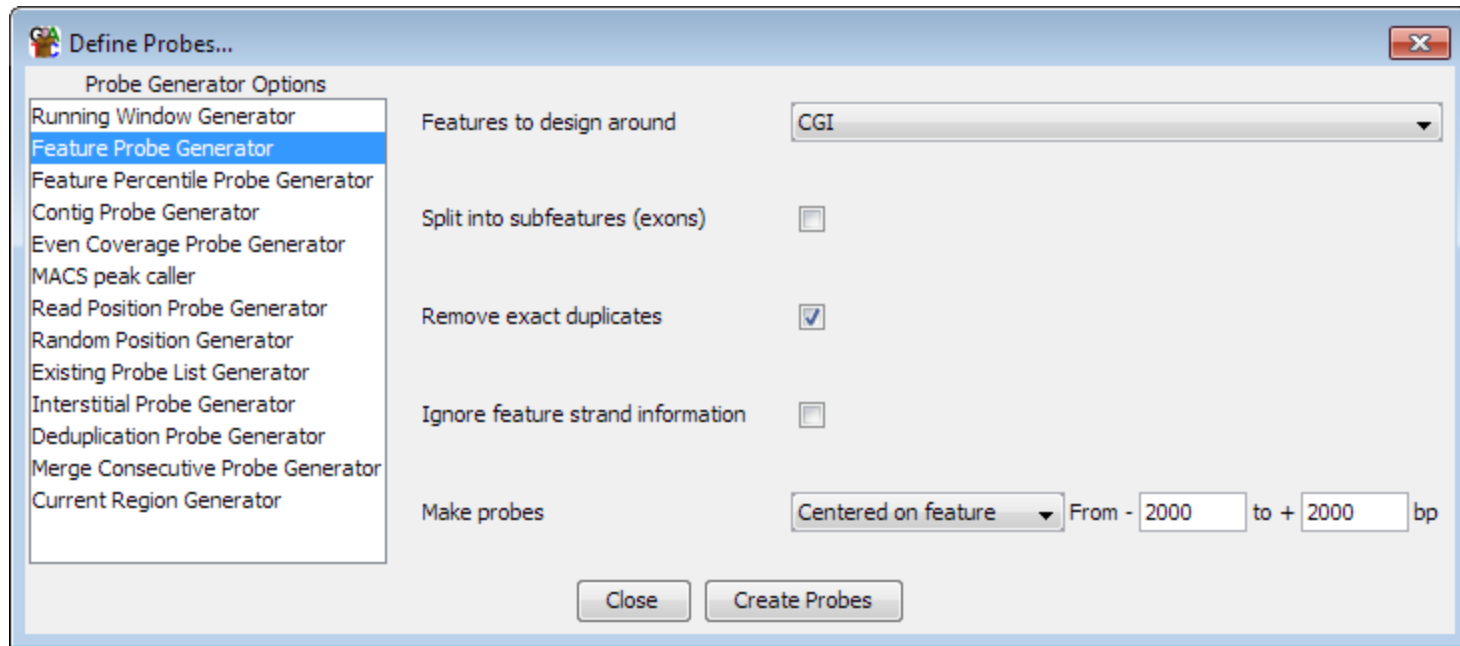 Define Probes...
Probe Generator Options
Running Window Generator
Feature Probe Generator
Feature Percentile Probe Generator
Contig Probe Generator
Even Coverage Probe Generator
MACS peak caller
Read Position Probe Generator
Random Position Generator
Existing Probe List Generator
Interstitial Probe Generator
Deduplication Probe Generator
Merge Consecutive Probe Generator
Current Region Generator
Features to design around CGI
Split into subfeatures (exons)
Remove exact duplicates
Ignore feature strand information
Make probes Centered on feature From - 2000 to + 2000 bp
Close Create Probes